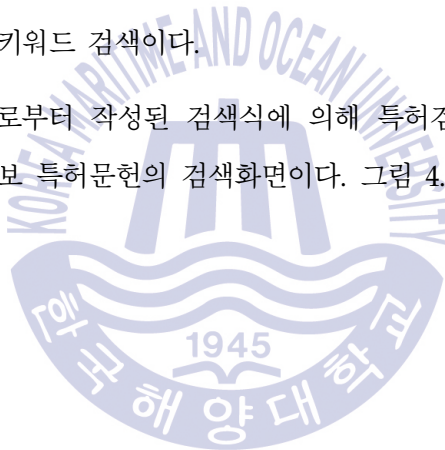 키워드 검색이다.
로부터 작성된 검색식에 의해 특허검
보 특허문헌의 검색화면이다. 그림 4.
KOREA MARITIME AND OCEAN UNIVERSITY
1945
한국해양대학교